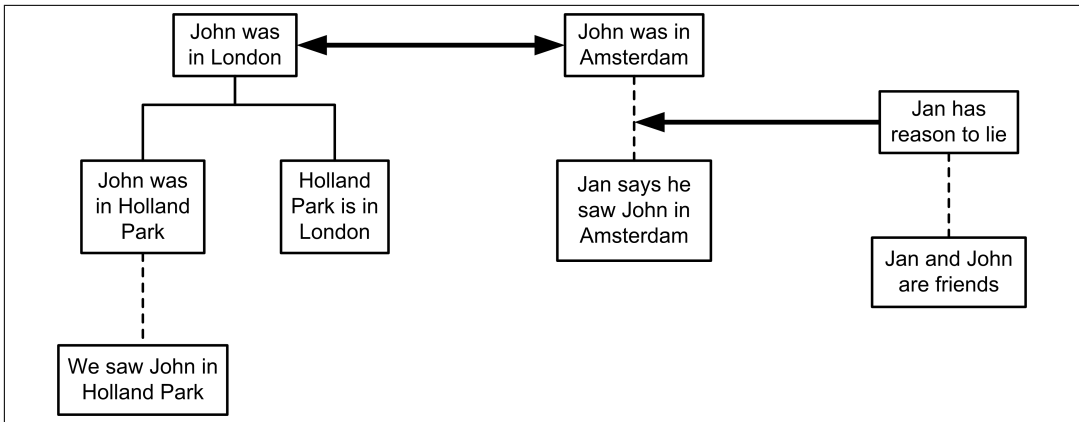 John was
in London
John was in
Amsterdam
Jan has
reason to lie
John was
in Holland
Park
Holland
Park is in
London
Jan says he
saw John in
Amsterdam
Jan and John
are friends
We saw John in
Holland Park